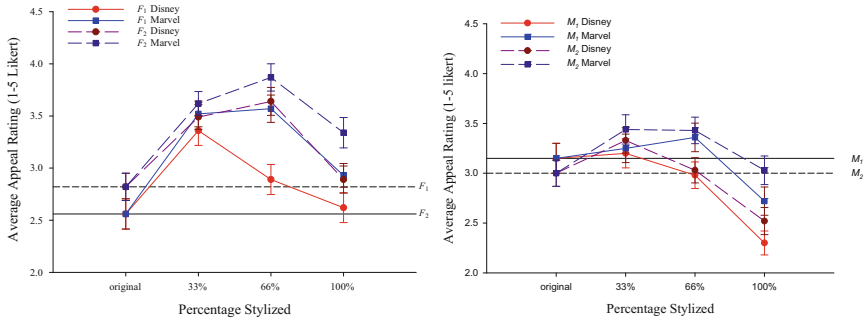 F1 Disney
F1 Marvel
F2 Disney
F2 Marvel
4.5
4.0
3.5
3.0
2.5
2.0
Average Appeal Rating (1-5 Likert)
F1
F2
original 33% 66% 100%
Percentage Stylized
M1 Disney
M1 Marvel
M2 Disney
M2 Marvel
4.5
4.0
3.5
3.0
2.5
2.0
Average Appeal Rating (1-5 likert)
M1
M2
original 33% 66% 100%
Percentage Stylized